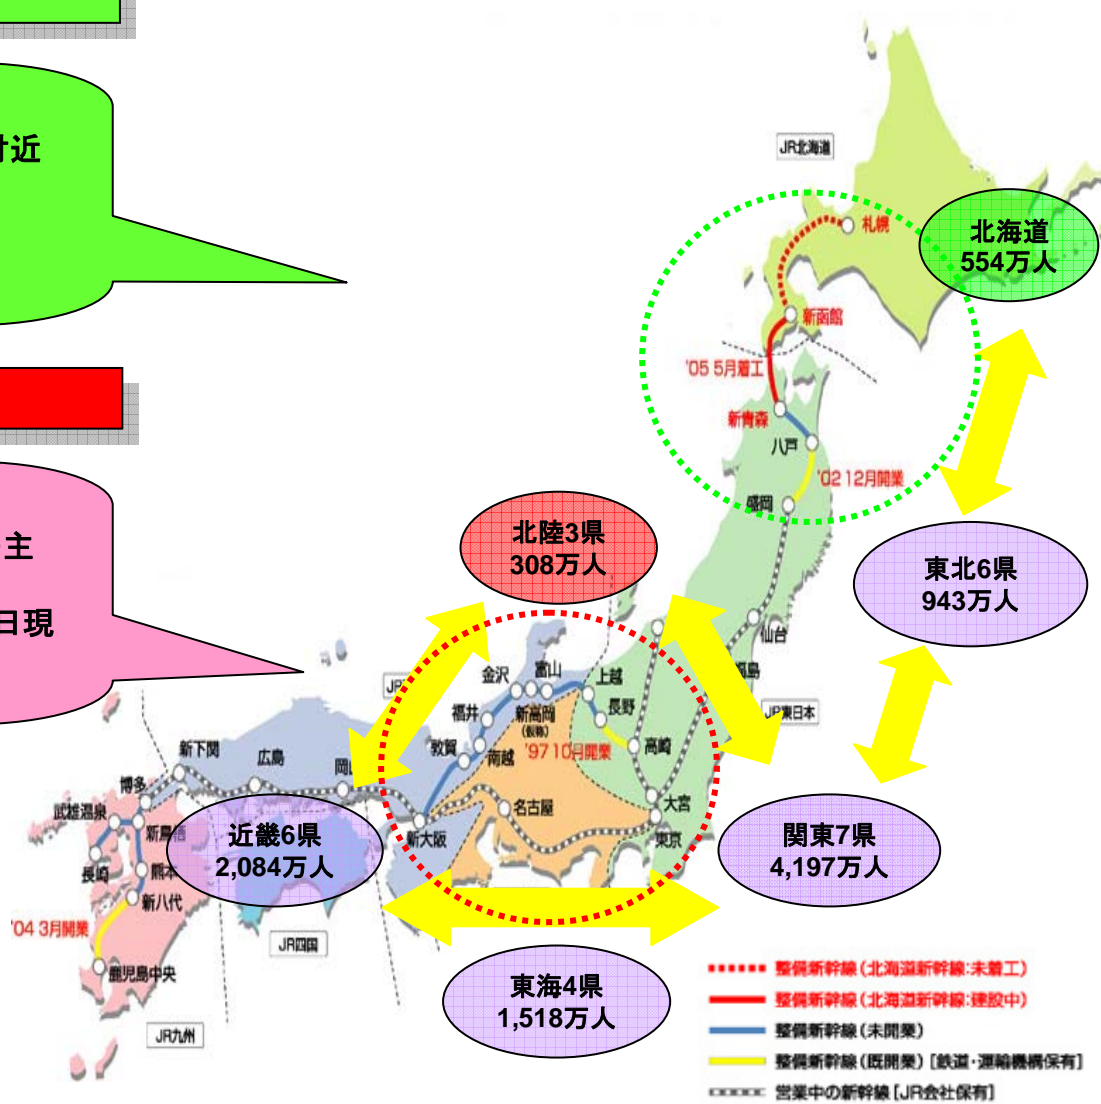 付近
主
日現
JR北海道
札幌
北海道
554万人
新函館
'05 5月着工
新青森
八戸
'02 12月開業
盛岡
北陸3県
308万人
東北6県
943万人
仙台
福島
JR東日本
金沢
富山
上越
JR
福井
新高岡
(仮称)
長野
敦賀
南越
'97 10月開業
高崎
新下関
広島
岡山
博多
武雄温泉
新鳥栖
名古屋
大宮
近畿6県
2,084万人
新大阪
東京
関東7県
4,197万人
長崎
熊本
新八代
'04 3月開業
JR四国
鹿児島中央
東海4県
1,518万人
JR九州
整備新幹線(北海道新幹線:未着工)
整備新幹線(北海道新幹線:建設中)
整備新幹線(未開業)
整備新幹線(既開業)[鉄道・運輸機構保有]
営業中の新幹線[JR会社保有]